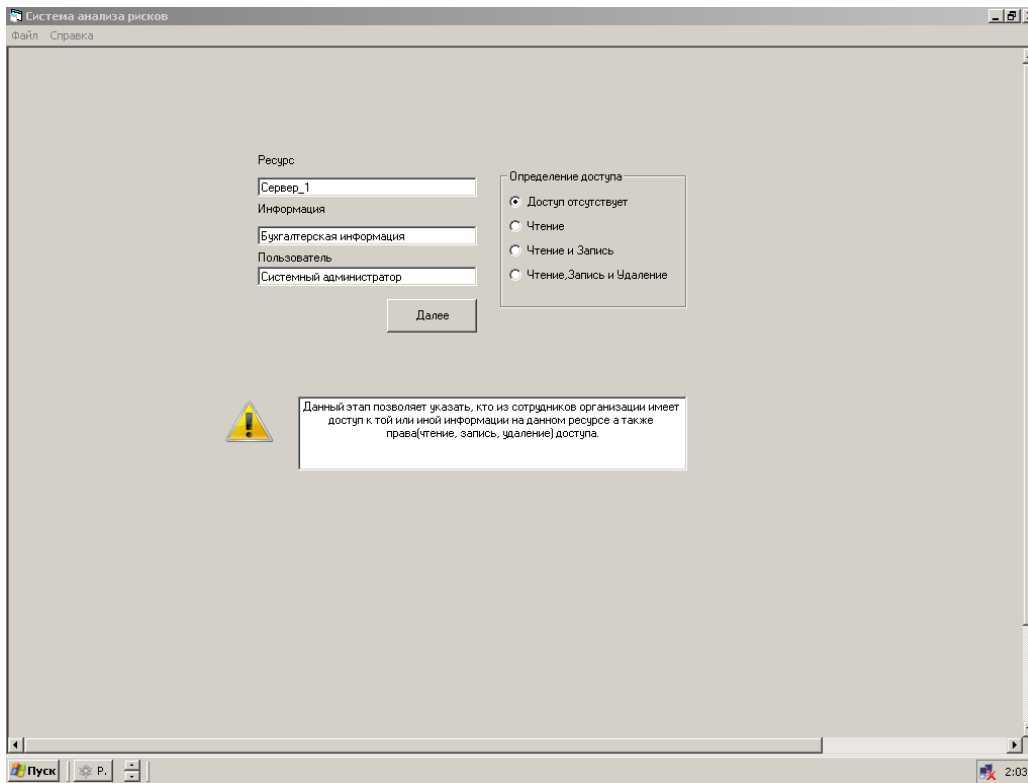 Система анализа рисков
Файл Справка
Ресурс
Сервер_1
Информация
Бухгалтерская информация
Пользователь
Системный администратор
Далее
Определение доступа
Доступ отсутствует
Чтение
Чтение и Запись
Чтение,Запись и Удаление
Данный этап позволяет указать, кто из сотрудников организации имеет
доступ к той или иной информации на данном ресурсе а также
права(чтение, запись, удаление) доступа.
Пуск Р. 2:03